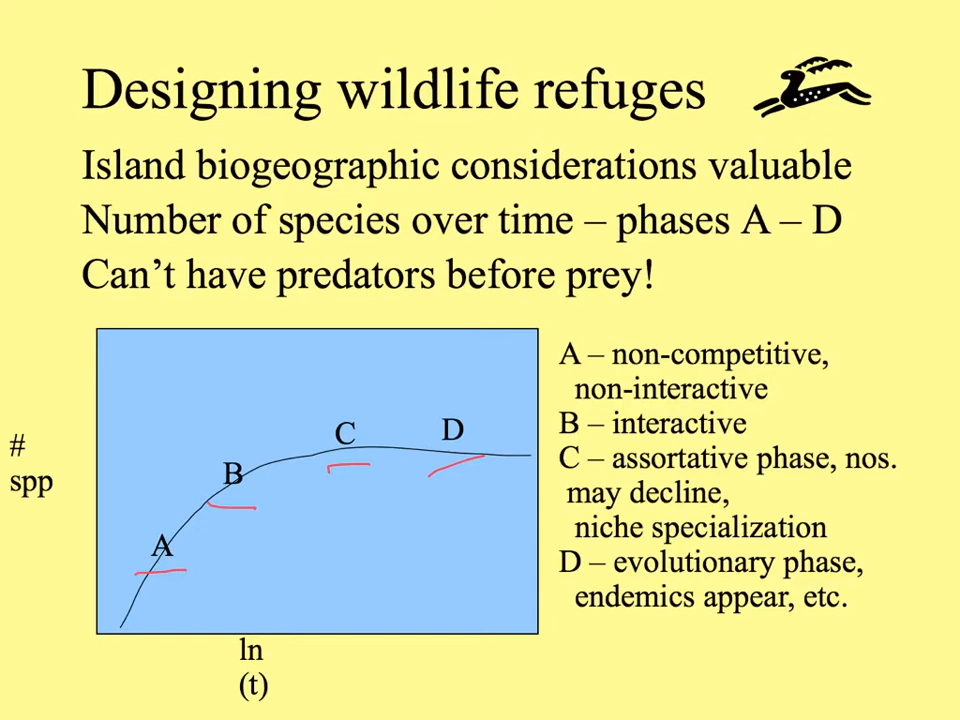 Designing wildlife refuges
Island biogeographic considerations valuable
Number of species over time – phases A – D
Can’t have predators before prey!
#
spp
A
B
C
D
ln
(t)
A – non-competitive,
non-interactive
B – interactive
C – assortative phase, nos.
may decline,
niche specialization
D – evolutionary phase,
endemics appear, etc.